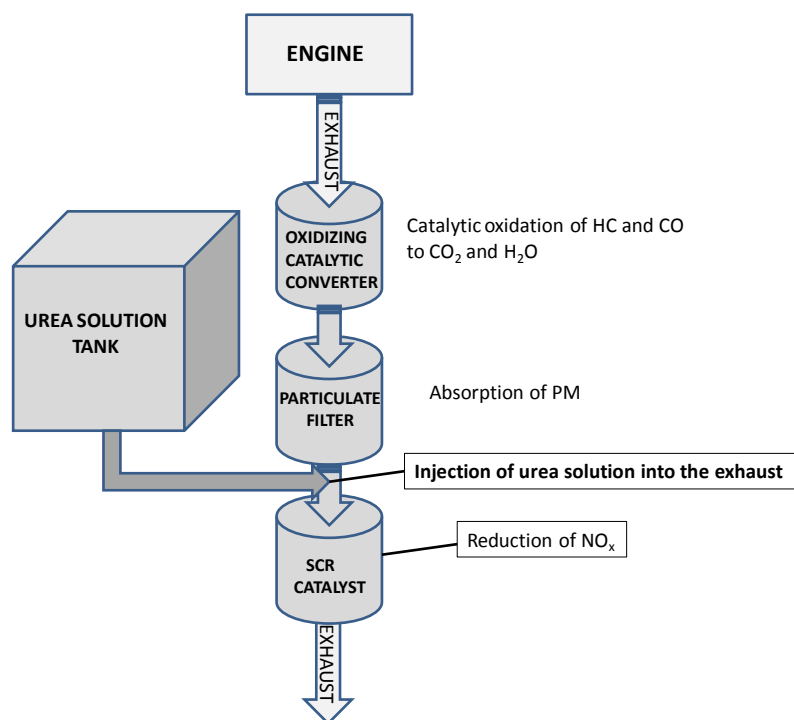 ENGINE
EXHAUST
OXIDIZING
CATALYTIC
CONVERTER
Catalytic oxidation of HC and CO
to CO₂ and H₂O
UREA SOLUTION
TANK
PARTICULATE
FILTER
Absorption of PM
Injection of urea solution into the exhaust
SCR
CATALYST
Reduction of NOₓ
EXHAUST